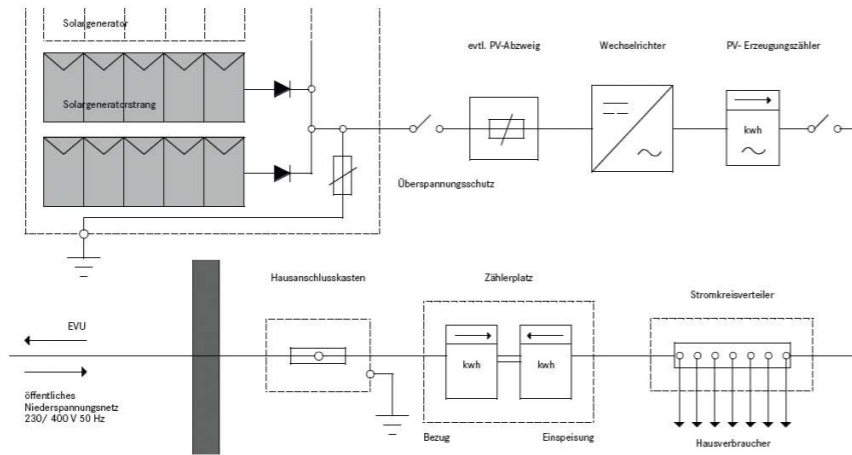 Solargenerator
Solargeneratorstrang
evtl. PV-Abzweig
Wechselrichter
PV- Erzeugungszähler
kwh
Überspannungsschutz
Hausanschlusskasten
Zählerplatz
Stromkreisverteiler
EVU
kwh
kwh
öffentliches
Niederspannungsnetz
230/ 400 V 50 Hz
Bezug
Einspeisung
Hausverbraucher